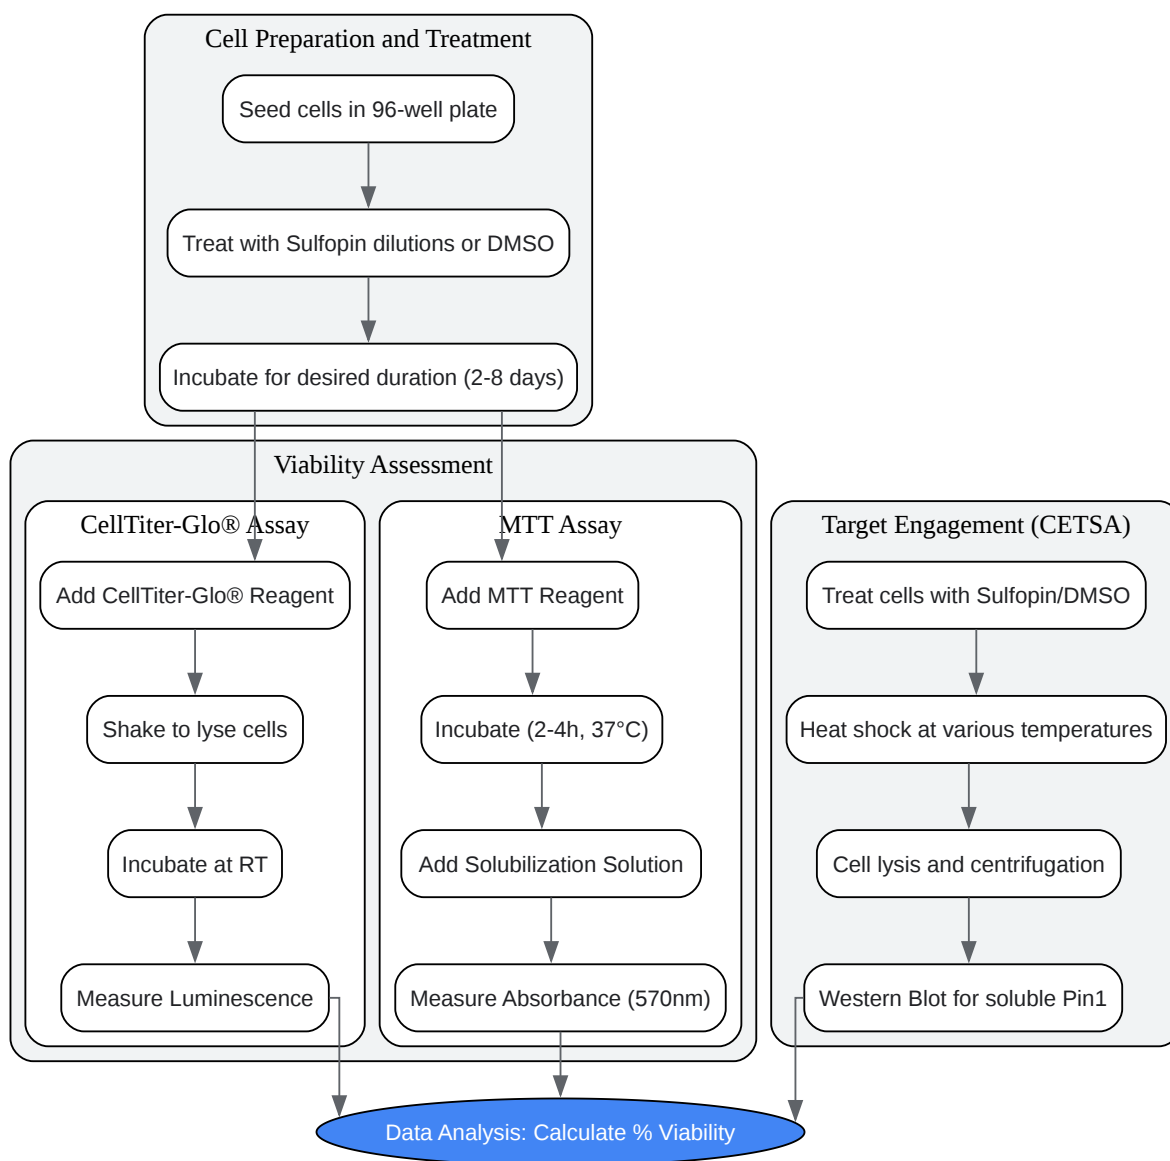 Cell Preparation and Treatment
Seed cells in 96-well plate
Treat with Sulfopin dilutions or DMSO
Incubate for desired duration (2-8 days)
Viability Assessment
CellTiter-Glo® Assay
Add CellTiter-Glo® Reagent
Shake to lyse cells
Incubate at RT
Measure Luminescence
MTT Assay
Add MTT Reagent
Incubate (2-4h, 37°C)
Add Solubilization Solution
Measure Absorbance (570nm)
Target Engagement (CETSA)
Treat cells with Sulfopin/DMSO
Heat shock at various temperatures
Cell lysis and centrifugation
Western Blot for soluble Pin1
Data Analysis: Calculate % Viability